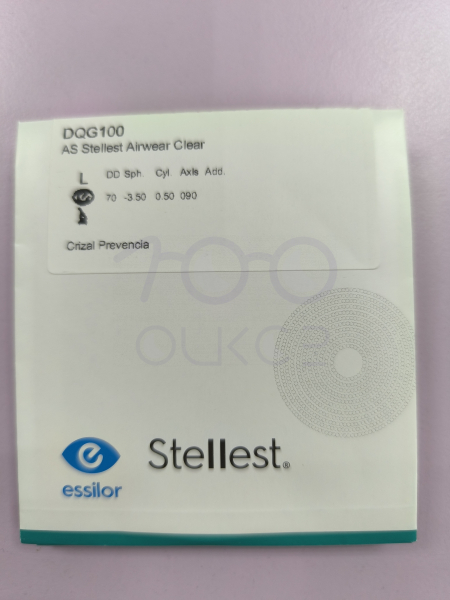 DQG100
AS Stellest Airwear Clear
L DD Sph. Cyl. Axis Add.
70 -3.50 0.50 090
Crizal Prevencia
100
Stellest®
essilor